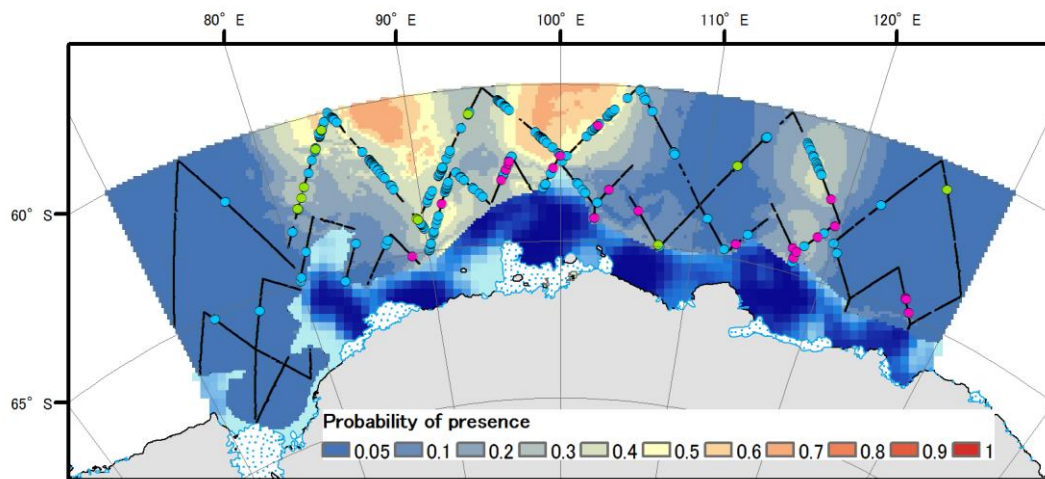 80° E 90° E 100° E 110° E 120° E
60° S
65° S
Probability of presence
0.05 0.1 0.2 0.3 0.4 0.5 0.6 0.7 0.8 0.9 1